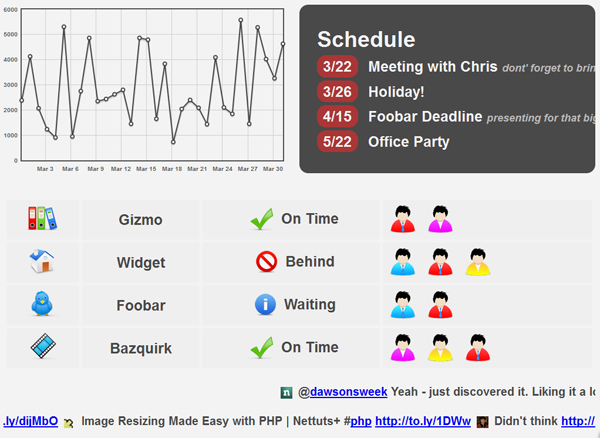 6000
5000
4000
3000
2000
1000
0
Mar 3 Mar 6 Mar 9 Mar 12 Mar 15 Mar 18 Mar 21 Mar 24 Mar 27 Mar 30
Schedule
3/22 Meeting with Chris dont' forget to brin
3/26 Holiday!
4/15 Foobar Deadline presenting for that big
5/22 Office Party
Gizmo On Time
Widget Behind
Foobar Waiting
Bazquirk On Time
@dawsonsweek Yeah - just discovered it. Liking it a lo
.ly/dijMbO Image Resizing Made Easy with PHP | Nettuts+ #php http://to.ly/1DWw Didn't think http://